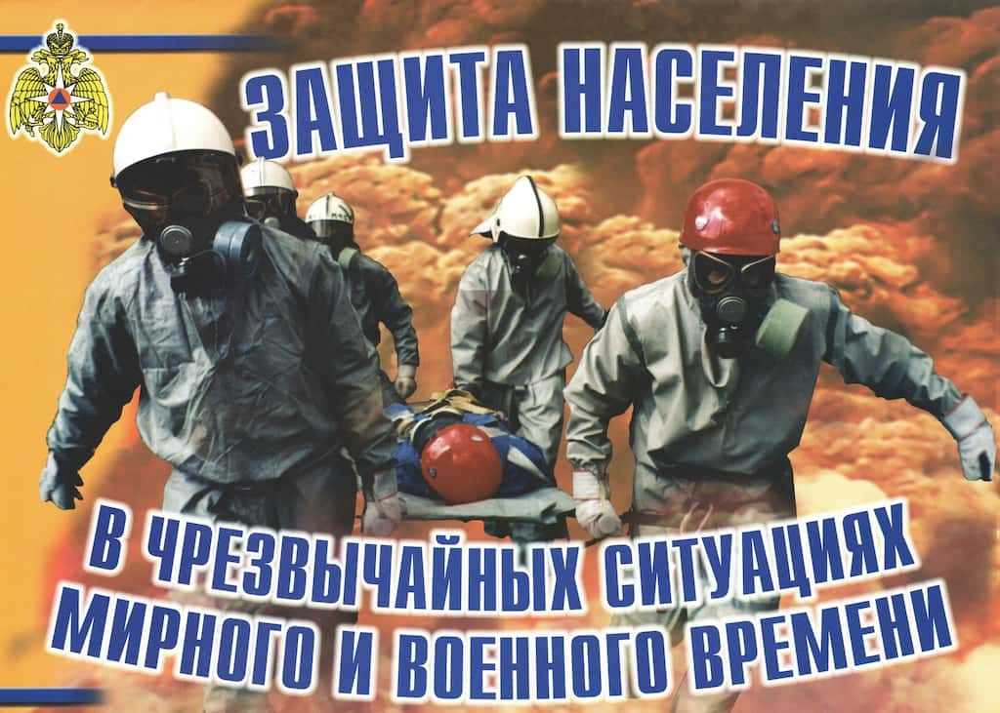 ЗАЩИТА НАСЕЛЕНИЯ
В ЧРЕЗВЫЧАЙНЫХ СИТУАЦИЯХ
МИРНОГО И ВОЕННОГО ВРЕМЕНИ